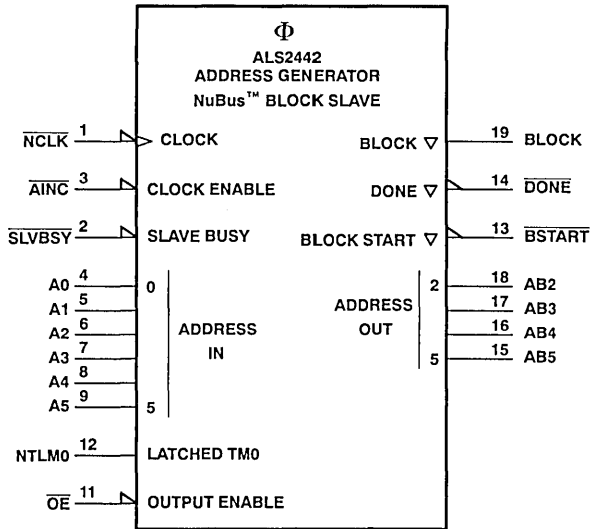 Φ
ALS2442
ADDRESS GENERATOR
NuBus™ BLOCK SLAVE
NCLK 1 CLOCK BLOCK ▽ 19 BLOCK
AINC 3 CLOCK ENABLE DONE ▽ 14 DONE
SLVBSY 2 SLAVE BUSY BLOCK START ▽ 13 BSTART
A0 4 0 2 18 AB2
A1 5 17 AB3
A2 6 ADDRESS IN ADDRESS OUT 16 AB4
A3 7 5 15 AB5
A4 8
A5 9 5
NTLM0 12 LATCHED TM0
OE 11 OUTPUT ENABLE